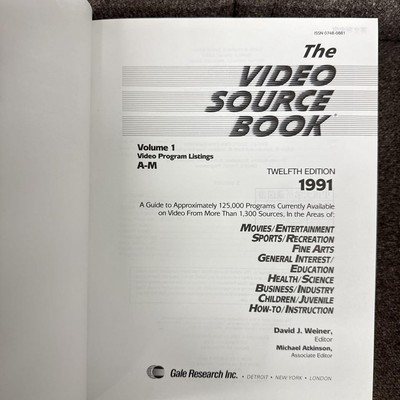 ISSN 0748-0881
The
VIDEO
SOURCE
BOOK
Volume 1
Video Program Listings
A-M
TWELFTH EDITION
1991
A Guide to Approximately 125,000 Programs Currently Available
on Video From More Than 1,300 Sources, In the Areas of:
MOVIES/ENTERTAINMENT
SPORTS/RECREATION
FINE ARTS
GENERAL INTEREST/
EDUCATION
HEALTH/SCIENCE
BUSINESS/INDUSTRY
CHILDREN/JUVENILE
HOW-TO/INSTRUCTION
David J. Weiner,
Editor
Michael Atkinson,
Associate Editor
Gale Research Inc. • DETROIT • NEW YORK • LONDON